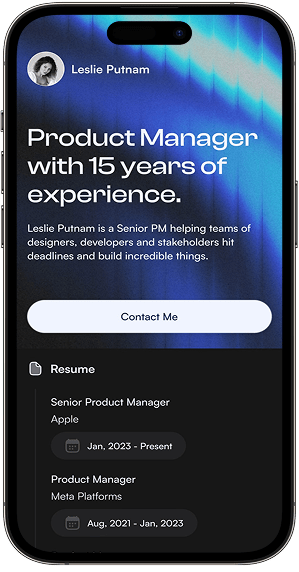 Leslie Putnam
Product Manager
with 15 years of
experience.
Leslie Putnam is a Senior PM helping teams of
designers, developers and stakeholders hit
deadlines and build incredible things.
Contact Me
Resume
Senior Product Manager
Apple
Jan, 2023 - Present
Product Manager
Meta Platforms
Aug, 2021 - Jan, 2023